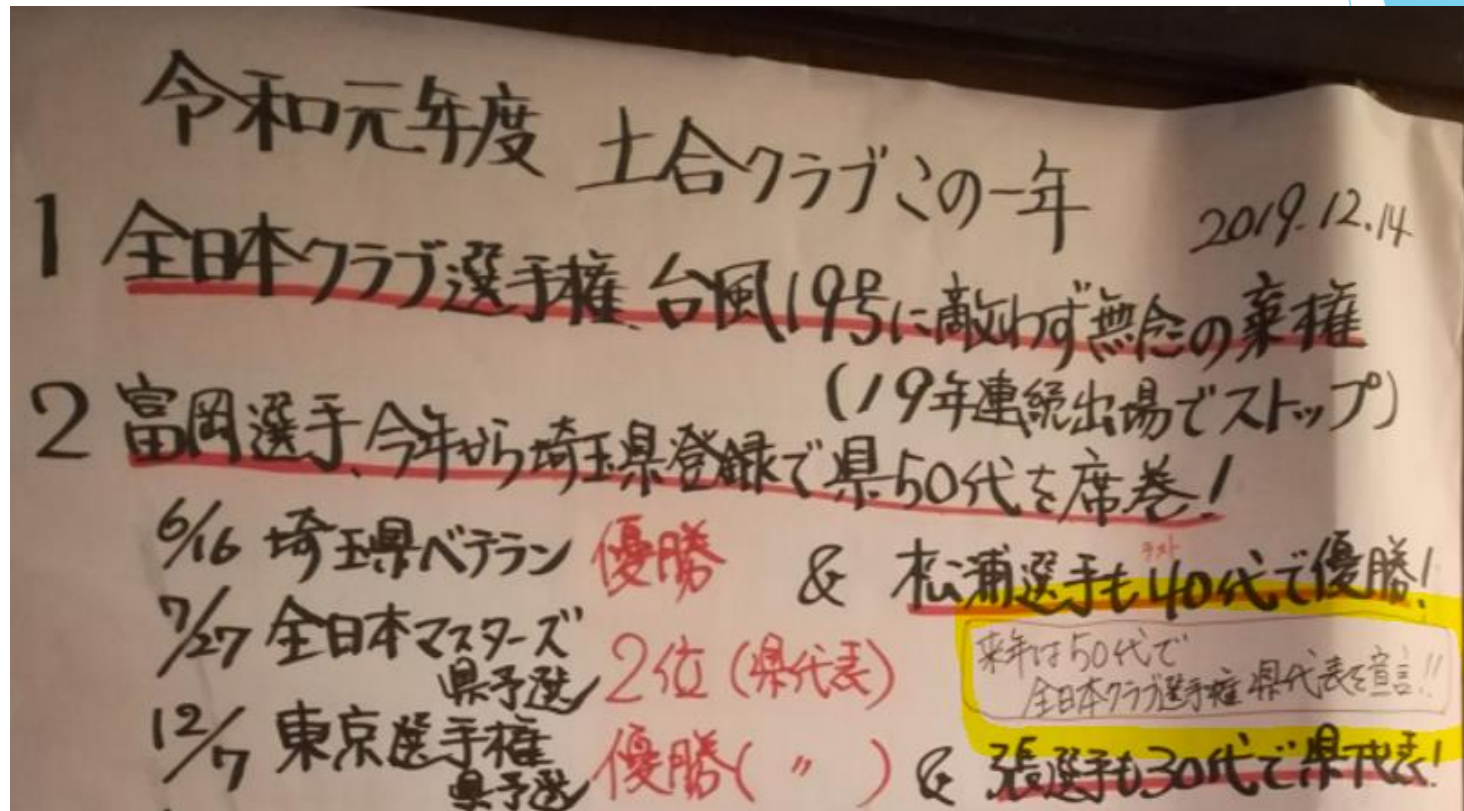 令和元年度 土合クラブこの一年
2019.12.14
1 全日本クラブ選手権、台風19号に敵わず無念の棄権
(19年連続出場でストップ)
2 富岡選手、今年から埼玉県登録で県50代を席巻!
6/16 埼玉県ベテラン 優勝 & 松浦選手も40代で優勝!
ラスト
7/27 全日本マスターズ県予選 2位(県代表)
来年は50代で
全日本クラブ選手権県代表を宣言!!
12/7 東京選手権県予選 優勝(〃) & 張選手も30代で県代表!